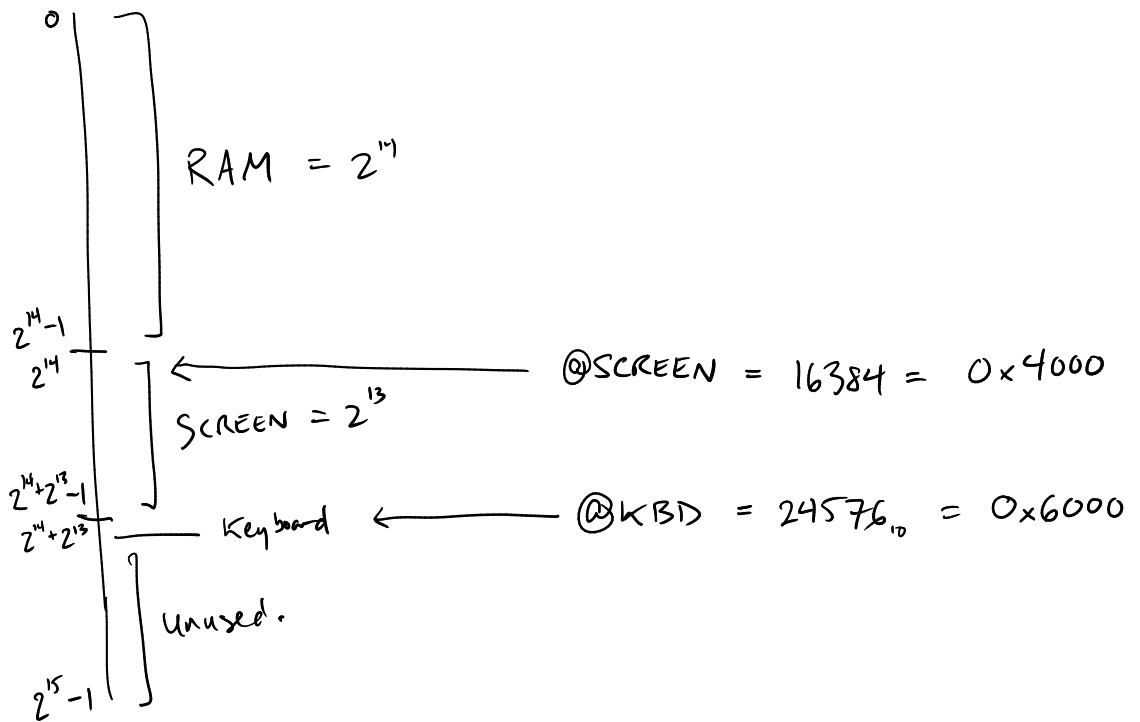 0
RAM = 2^14
2^14-1
2^14
@SCREEN = 16384 = 0x4000
SCREEN = 2^13
2^14+2^13-1
2^14+2^13
Keyboard
@KBD = 24576₁₀ = 0x6000
Unused.
2^15-1